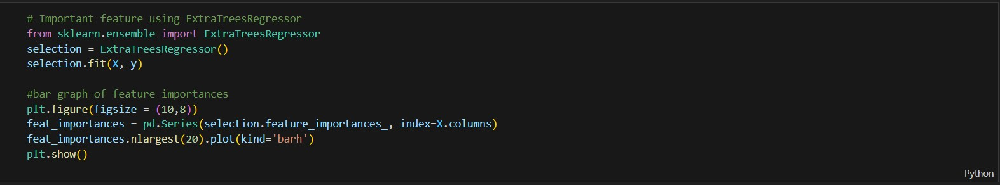 # Important feature using ExtraTreesRegressor
from sklearn.ensemble import ExtraTreesRegressor
selection = ExtraTreesRegressor()
selection.fit(X, y)
#bar graph of feature importances
plt.figure(figsize = (10,8))
feat_importances = pd.Series(selection.feature_importances_, index=X.columns)
feat_importances.nlargest(20).plot(kind='barh')
plt.show()
Python